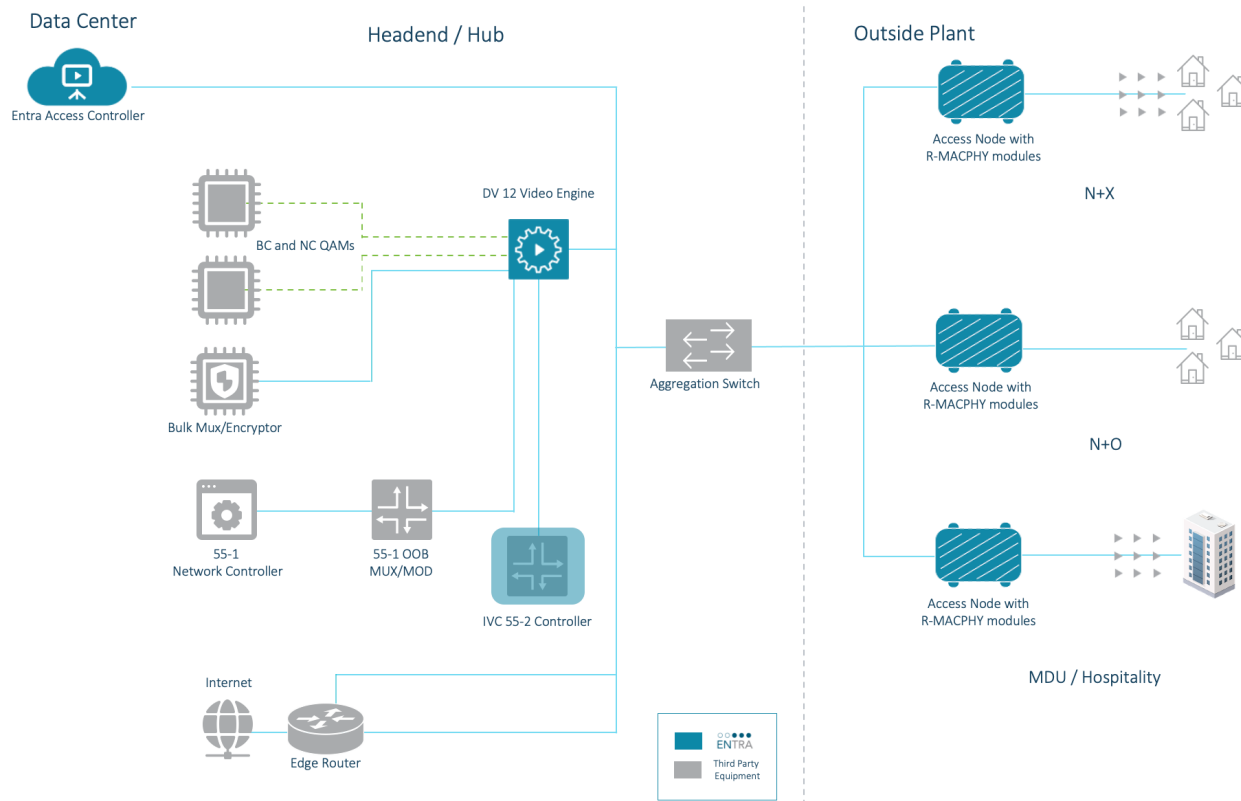 Data Center
Headend / Hub
Outside Plant
Entra Access Controller
DV 12 Video Engine
BC and NC QAMs
Bulk Mux/Encryptor
55-1
Network Controller
55-1 OOB
MUX/MOD
IVC 55-2 Controller
Internet
Edge Router
Aggregation Switch
Access Node with
R-MACPHY modules
N+X
Access Node with
R-MACPHY modules
N+O
Access Node with
R-MACPHY modules
MDU / Hospitality
ENTRA
Third Party
Equipment